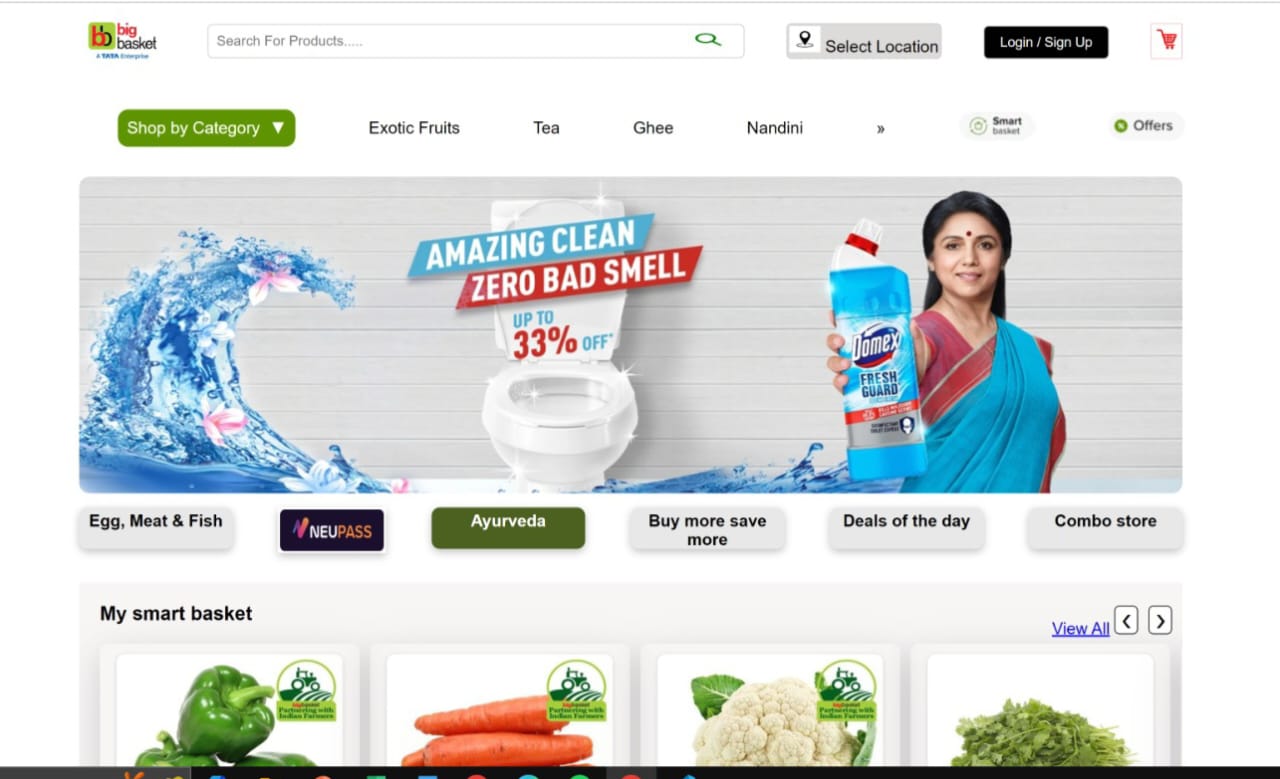 big
basket
A TATA Enterprise
Search For Products.....
Select Location
Login / Sign Up
Shop by Category ▼
Exotic Fruits
Tea
Ghee
Nandini
»
Smart
basket
Offers
AMAZING CLEAN
ZERO BAD SMELL
UP TO
33% OFF*
Domex
FRESH
GUARD
Egg, Meat & Fish
NEUPASS
Ayurveda
Buy more save
more
Deals of the day
Combo store
My smart basket
View All
❮
❯
bigbasket
Partnering with
Indian Farmers
bigbasket
Partnering with
Indian Farmers
bigbasket
Partnering with
Indian Farmers